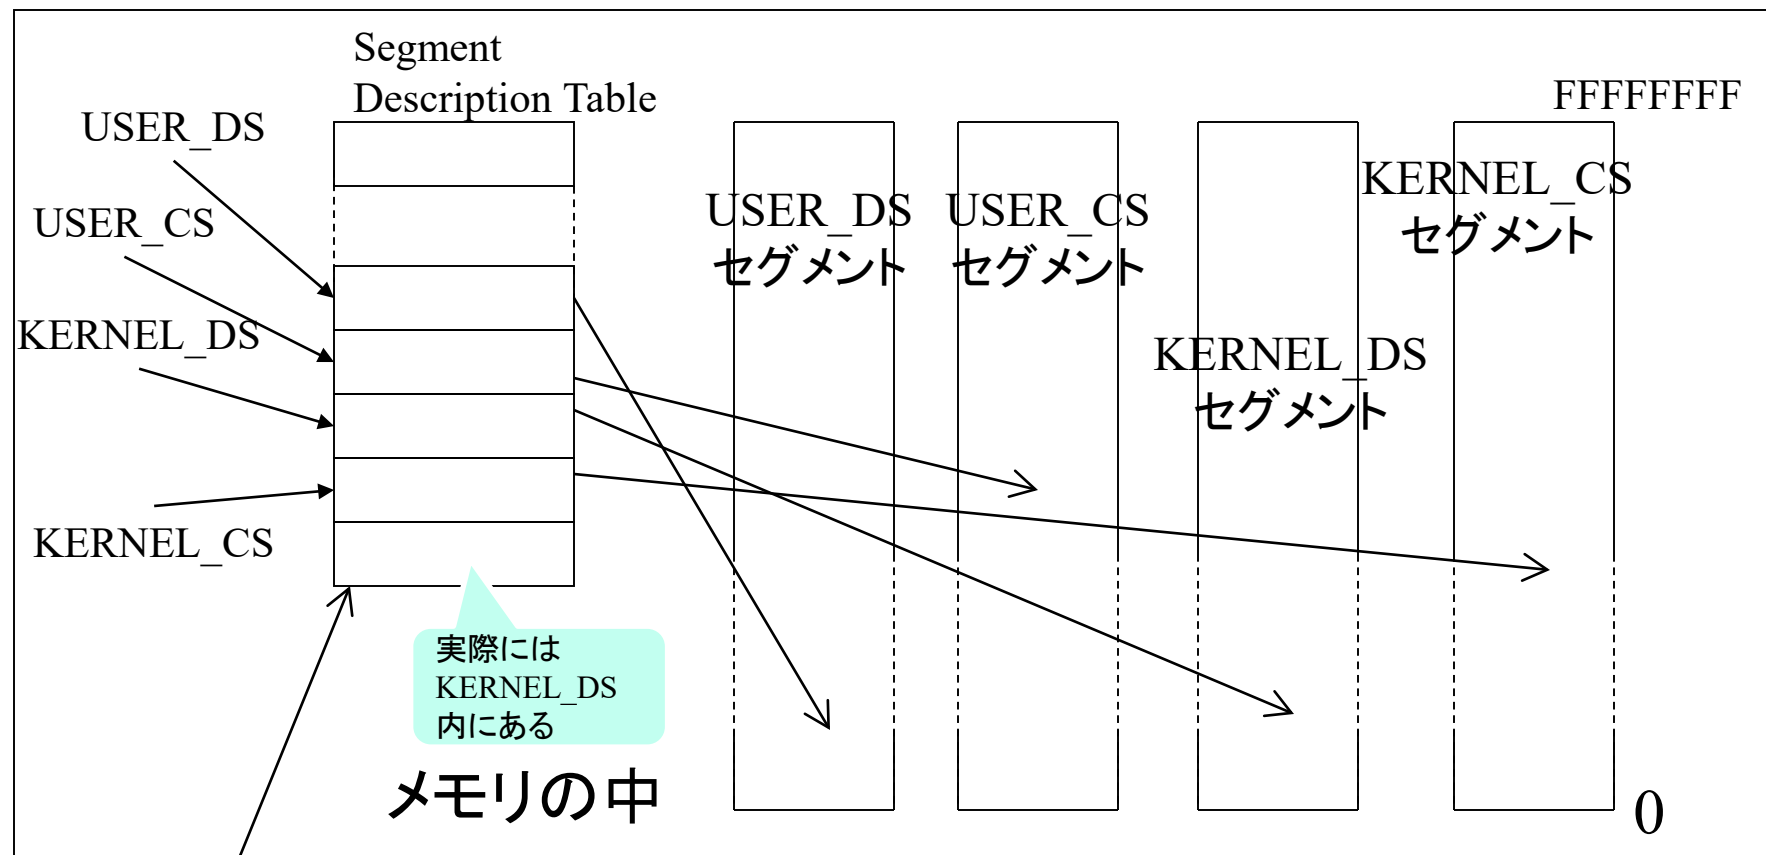 Segment
Description Table
FFFFFFFF
USER_DS
USER_CS
KERNEL_DS
KERNEL_CS
USER_DS
セグメント
USER_CS
セグメント
KERNEL_DS
セグメント
KERNEL_CS
セグメント
実際には
KERNEL_DS
内にある
メモリの中
0